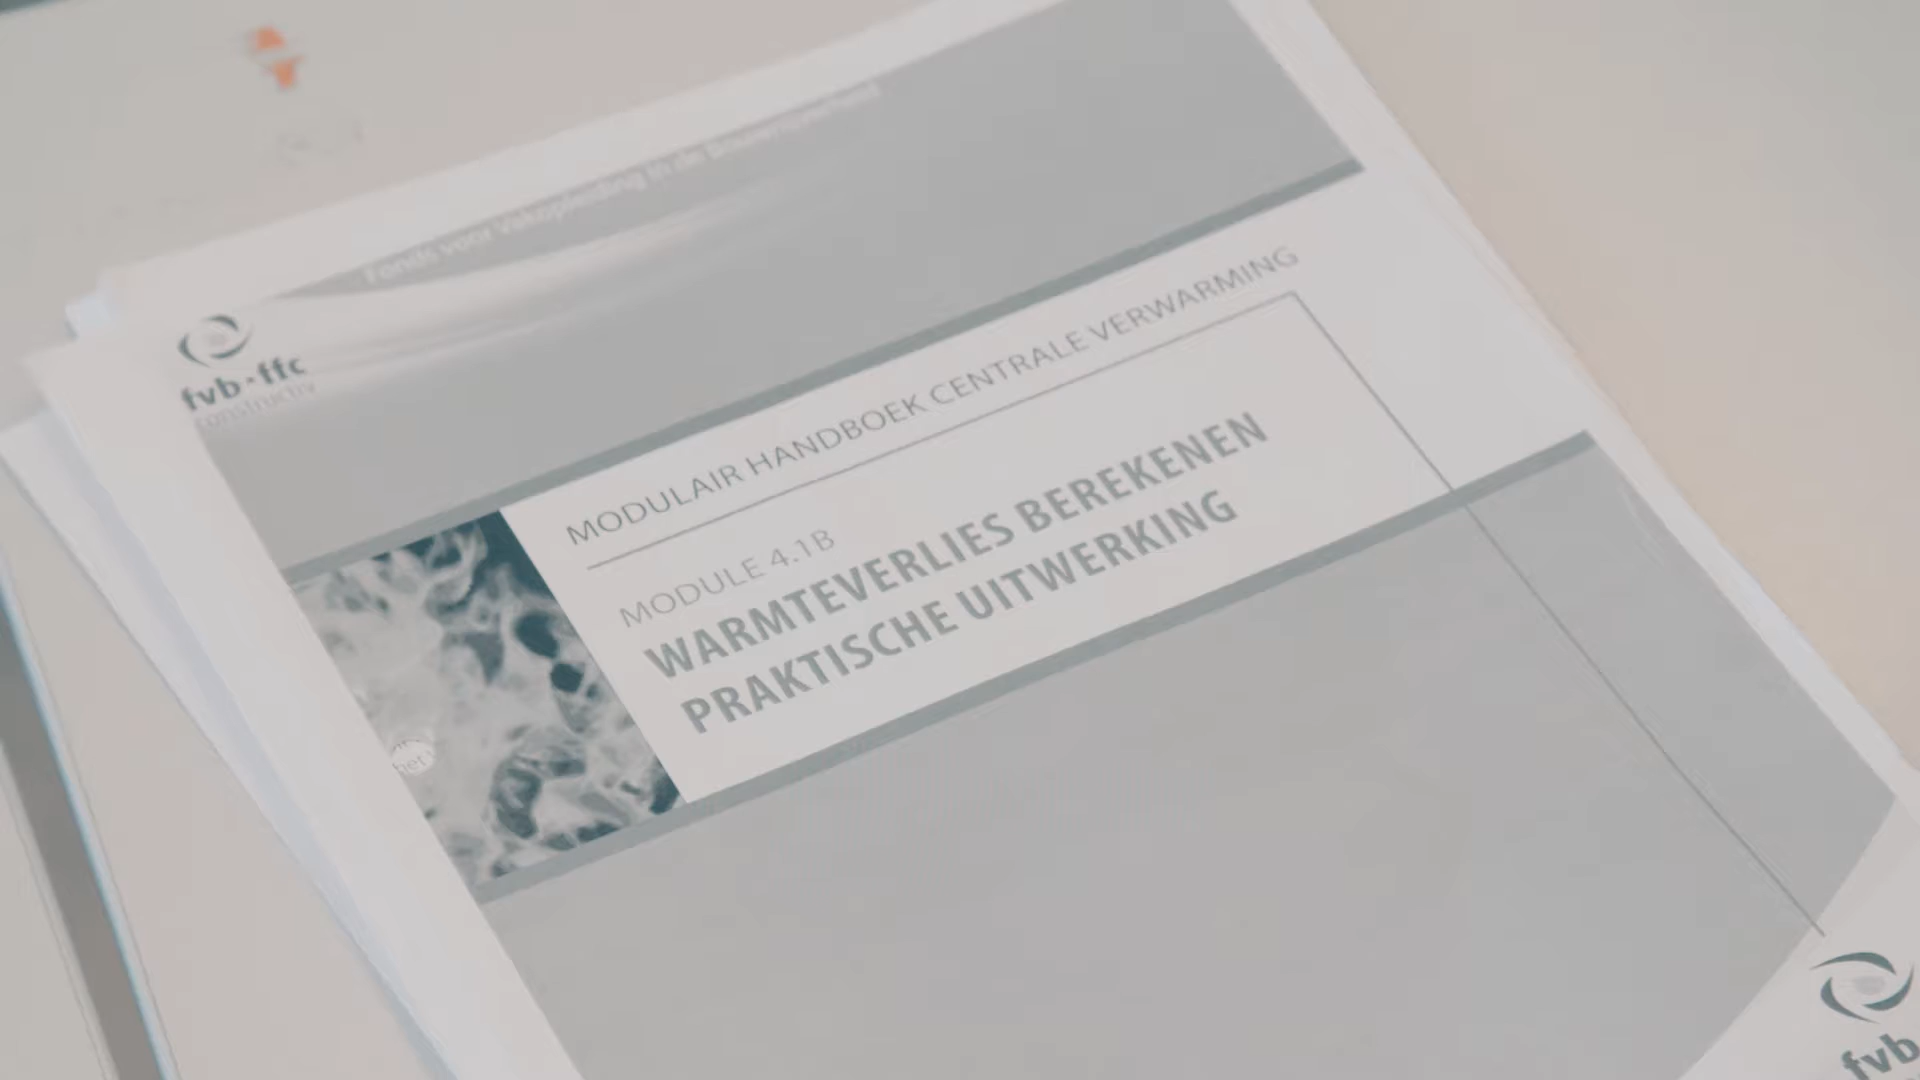 Fonds voor Vakopleiding in de Bouwnijverheid
fvb·ffc
constructiv
MODULAIR HANDBOEK CENTRALE VERWARMING
MODULE 4.1B
WARMTEVERLIES BEREKENEN
PRAKTISCHE UITWERKING
fvb